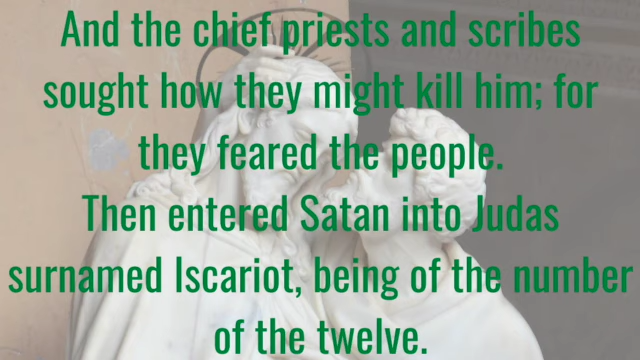 And the chief priests and scribes
sought how they might kill him; for
they feared the people.
Then entered Satan into Judas
surnamed Iscariot, being of the number
of the twelve.